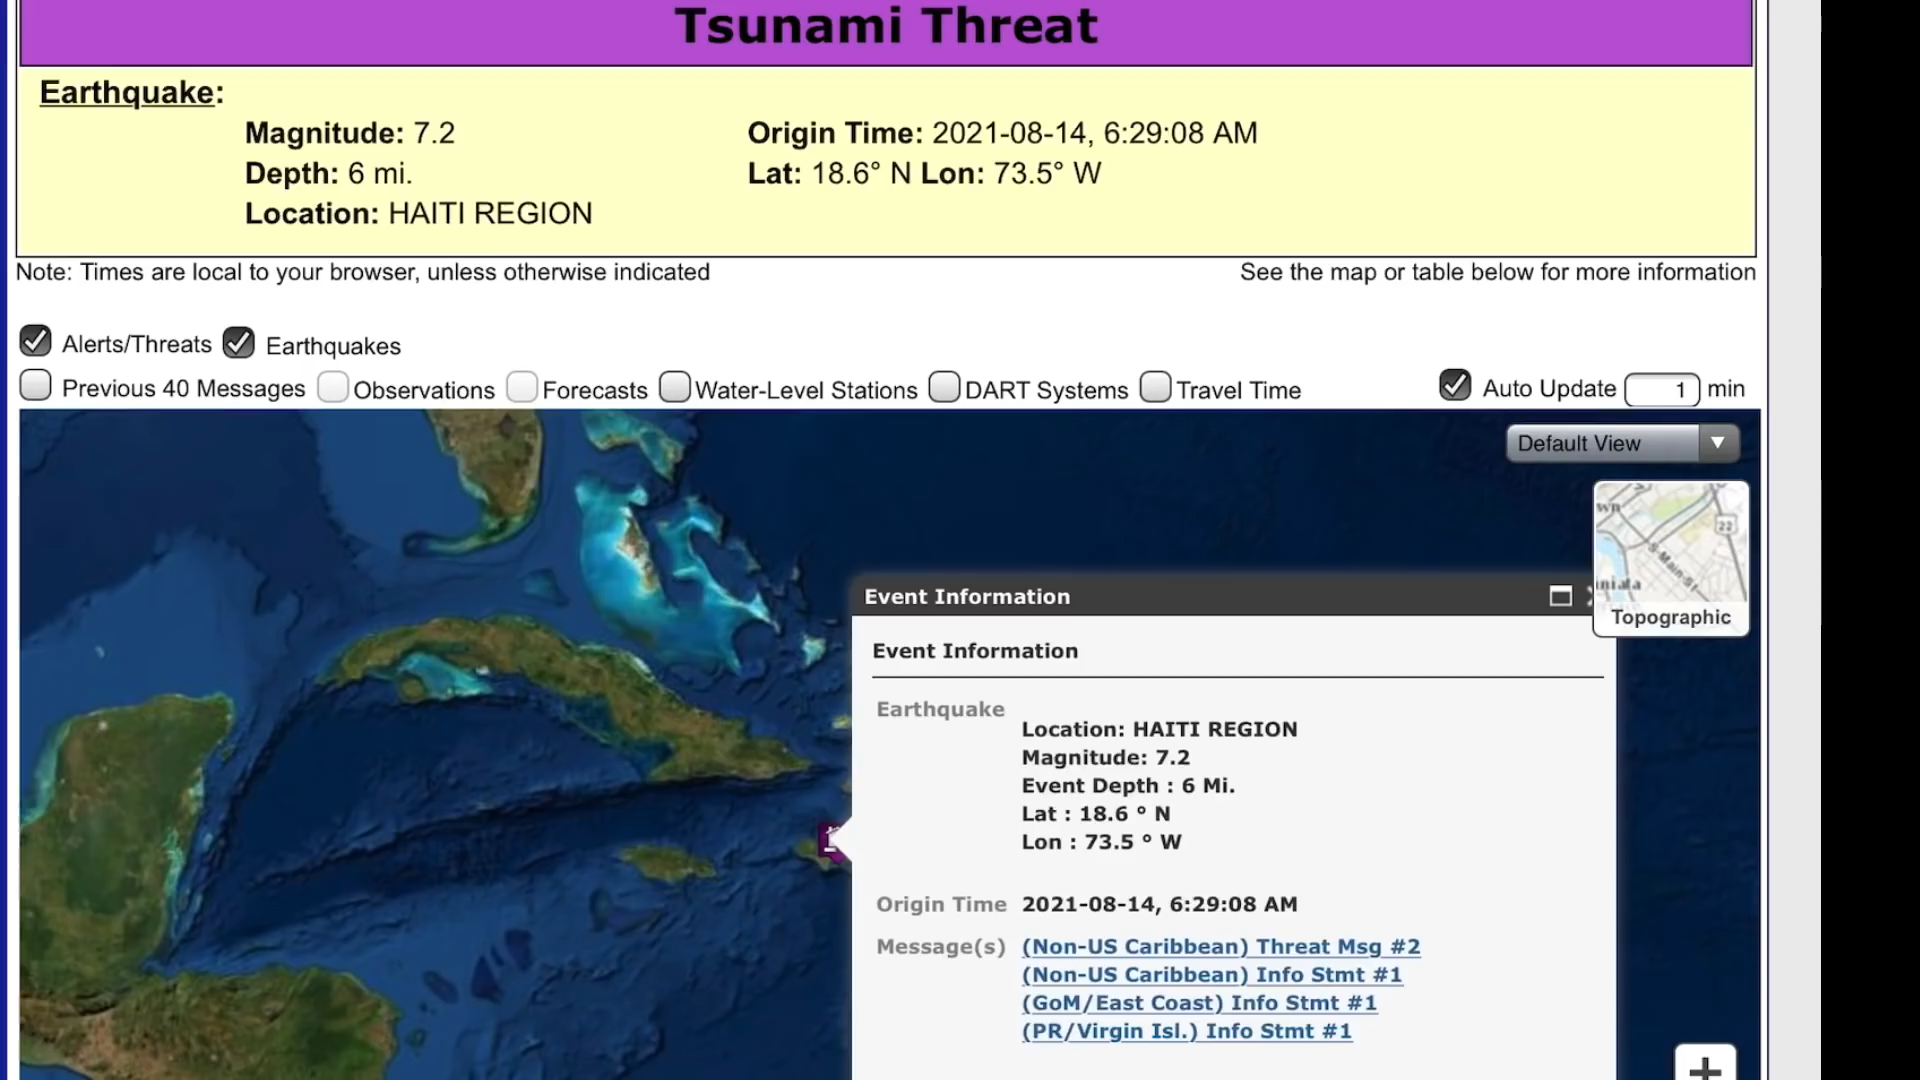 Tsunami Threat
Earthquake:
Magnitude: 7.2
Origin Time: 2021-08-14, 6:29:08 AM
Depth: 6 mi.
Lat: 18.6° N Lon: 73.5° W
Location: HAITI REGION
Note: Times are local to your browser, unless otherwise indicated
See the map or table below for more information
Alerts/Threats Earthquakes
Previous 40 Messages Observations Forecasts Water-Level Stations DART Systems Travel Time
Auto Update 1 min
Default View
22
S-Main-St
Topographic
Event Information
Event Information
Earthquake
Location: HAITI REGION
Magnitude: 7.2
Event Depth : 6 Mi.
Lat : 18.6 ° N
Lon : 73.5 ° W
Origin Time 2021-08-14, 6:29:08 AM
Message(s) (Non-US Caribbean) Threat Msg #2
(Non-US Caribbean) Info Stmt #1
(GoM/East Coast) Info Stmt #1
(PR/Virgin Isl.) Info Stmt #1
+